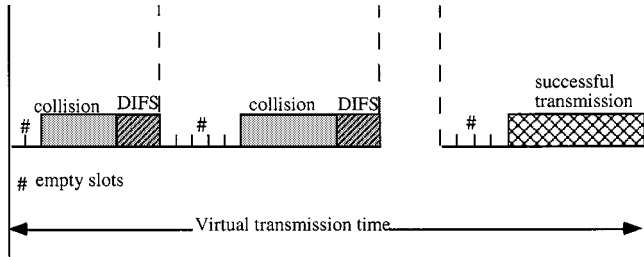 successful
transmission
collision DIFS
collision DIFS
#
#
#
# empty slots
Virtual transmission time